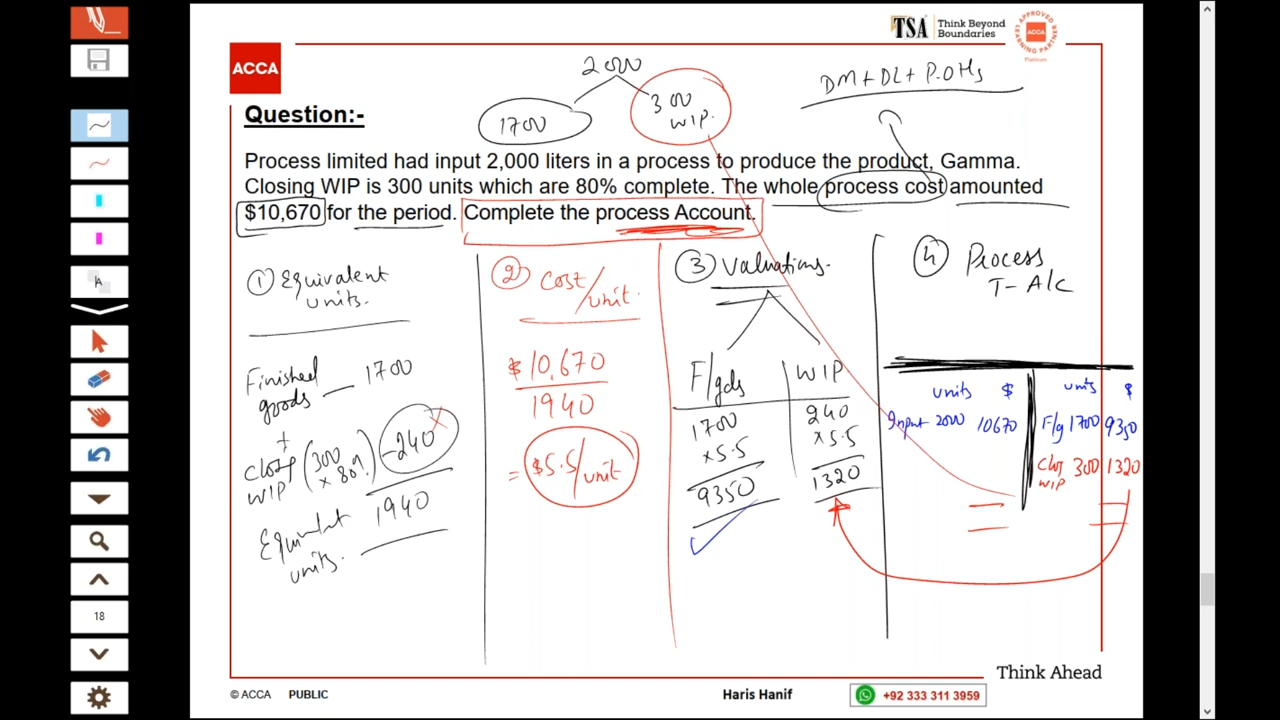 TSA
Think Beyond
Boundaries
APPROVED
LEARNING PARTNER
ACCA
Platinum
ACCA
2000
1700
300
WIP.
DM+DL+P.OHs
Question:-
Process limited had input 2,000 liters in a process to produce the product, Gamma.
Closing WIP is 300 units which are 80% complete. The whole process cost amounted
$10,670 for the period. Complete the process Account.
1 Equivalent
units.
Finished
goods 1700
+
Closing
WIP (300 × 80%) 240
Equivalent
units. 1940
2 Cost/unit.
$10,670
1940
= $5.5/unit
3 Valuations.
F/gds WIP
1700 240
×5.5 ×5.5
9350 1320
4 Process
T-A/c
units $ units $
Input 2000 10670 F/g 1700 9350
Clos 300 1320
WIP
18
Think Ahead
© ACCA PUBLIC
Haris Hanif
+92 333 311 3959